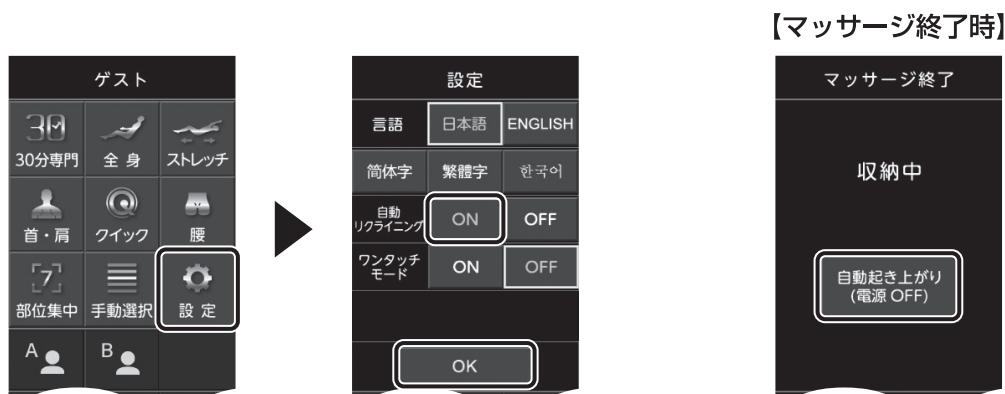 【マッサージ終了時】
ゲスト
30
30分専門
全 身
ストレッチ
首・肩
クイック
腰
7
部位集中
手動選択
設 定
A
B
設定
言語 日本語 ENGLISH
简体字 繁體字 한국어
自動
リクライニング
ON OFF
ワンタッチ
モード
ON OFF
OK
マッサージ終了
収納中
自動起き上がり
(電源 OFF)